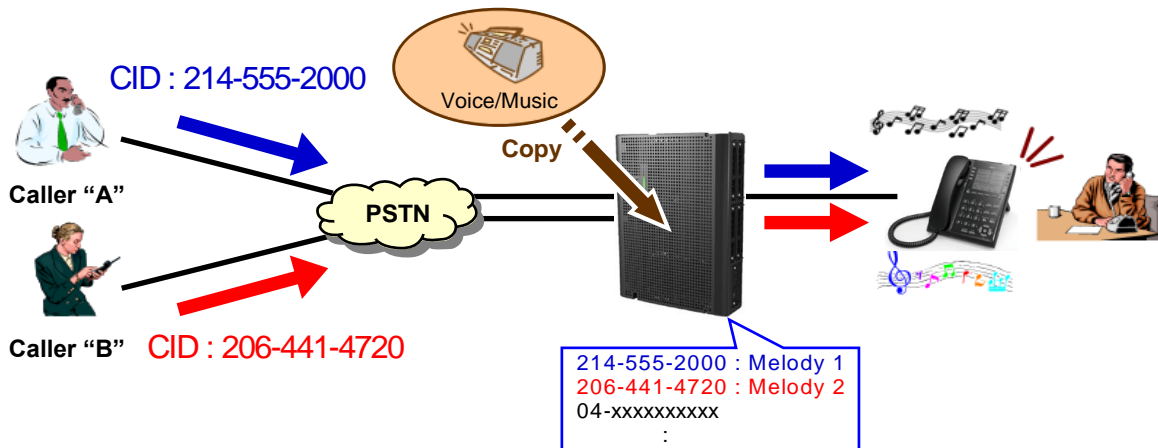 CID : 214-555-2000
Voice/Music
Copy
Caller “A”
PSTN
Caller “B”
CID : 206-441-4720
214-555-2000 : Melody 1
206-441-4720 : Melody 2
04-xxxxxxxxxx
: